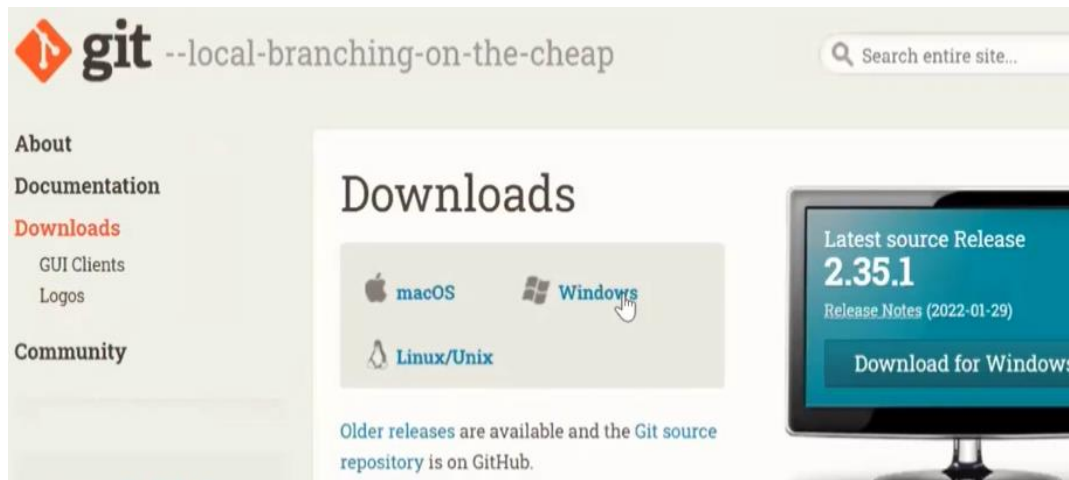 git --local-branching-on-the-cheap
Search entire site...
About
Documentation
Downloads
GUI Clients
Logos
Community
Downloads
macOS
Windows
Linux/Unix
Older releases are available and the Git source
repository is on GitHub.
Latest source Release
2.35.1
Release Notes (2022-01-29)
Download for Windows